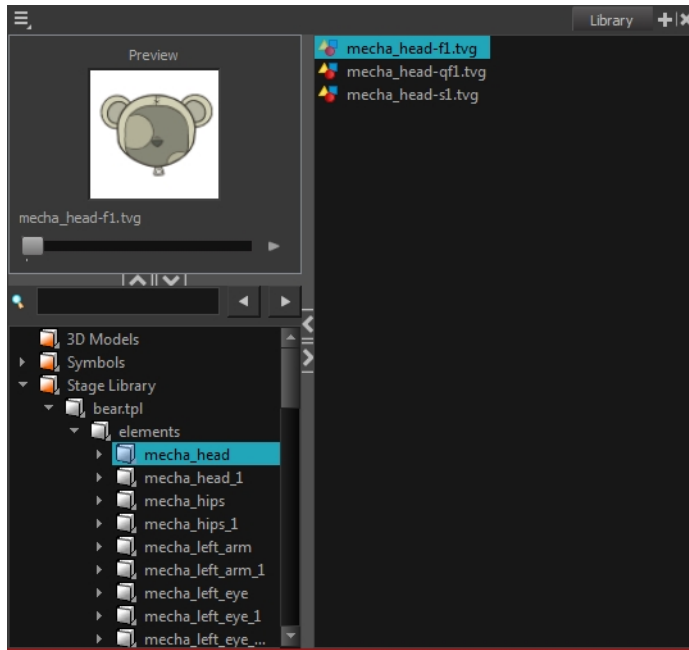 Library
Preview
mecha_head-f1.tvg
mecha_head-f1.tvg
mecha_head-qf1.tvg
mecha_head-s1.tvg
3D Models
Symbols
Stage Library
bear.tpl
elements
mecha_head
mecha_head_1
mecha_hips
mecha_hips_1
mecha_left_arm
mecha_left_arm_1
mecha_left_eye
mecha_left_eye_1
mecha_left_eye_...